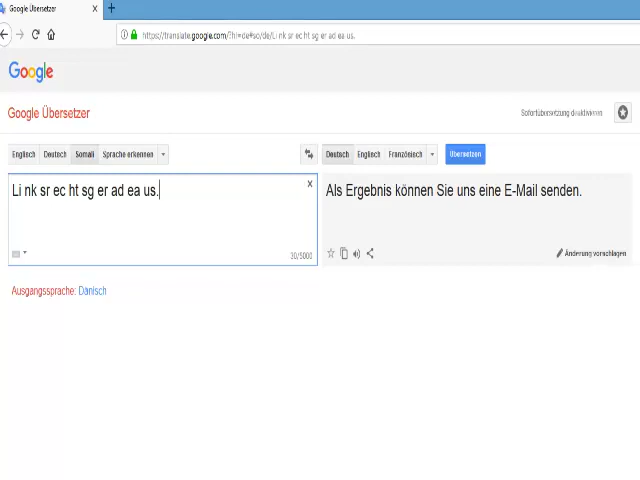 Google Übersetzer
https://translate.google.com/?hl=de#so/de/Li nk sr ec ht sg er ad ea us.
Google
Google Übersetzer
Sofortübersetzung deaktivieren
Englisch Deutsch Somali Sprache erkennen
Deutsch Englisch Französisch Übersetzen
Li nk sr ec ht sg er ad ea us.
Als Ergebnis können Sie uns eine E-Mail senden.
30/5000
Änderung vorschlagen
Ausgangssprache: Dänisch